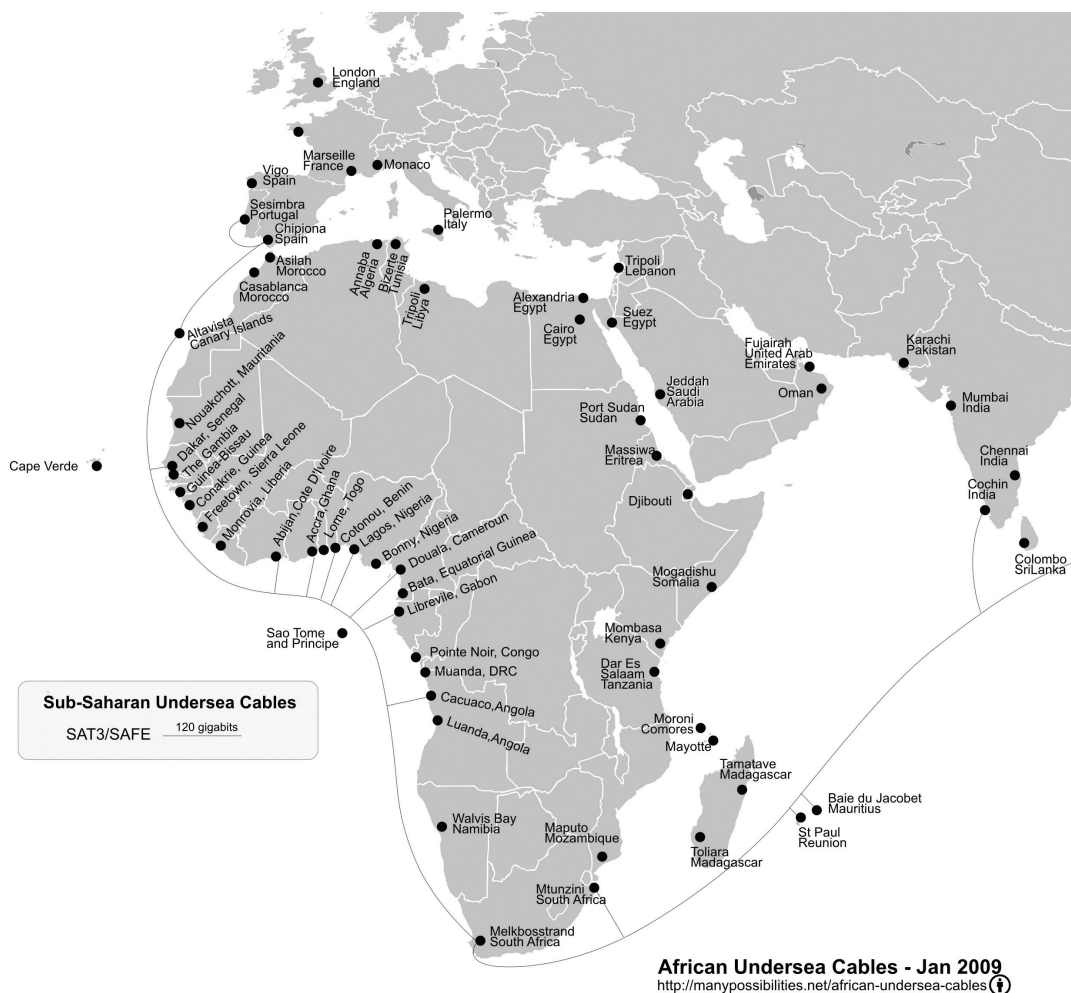 London
England
Marseille
France
Monaco
Vigo
Spain
Sesimbra
Portugal
Chipiona
Spain
Palermo
Italy
Asilah
Morocco
Casablanca
Morocco
Annaba
Algeria
Bizerte
Tunisia
Tripoli
Libya
Tripoli
Lebanon
Alexandria
Egypt
Cairo
Egypt
Suez
Egypt
Altavista
Canary Islands
Fujairah
United Arab
Emirates
Oman
Karachi
Pakistan
Mumbai
India
Chennai
India
Cochin
India
Colombo
SriLanka
Jeddah
Saudi
Arabia
Port Sudan
Sudan
Massiwa
Eritrea
Djibouti
Cape Verde
Nouakchott, Mauritania
Dakar, Senegal
The Gambia
Guinea-Bissau
Conakrie, Guinea
Freetown, Sierra Leone
Monrovia, Liberia
Abijan,Cote D'Ivoire
Accra,Ghana
Lome, Togo
Cotonou, Benin
Lagos, Nigeria
Bonny, Nigeria
Douala, Cameroun
Bata, Equatorial Guinea
Librevile, Gabon
Sao Tome
and Principe
Pointe Noir, Congo
Muanda, DRC
Cacuaco,Angola
Luanda,Angola
Mogadishu
Somalia
Mombasa
Kenya
Dar Es
Salaam
Tanzania
Moroni
Comores
Mayotte
Tamatave
Madagascar
Toliara
Madagascar
Baie du Jacobet
Mauritius
St Paul
Reunion
Walvis Bay
Namibia
Maputo
Mozambique
Mtunzini
South Africa
Melkbosstrand
South Africa
Sub-Saharan Undersea Cables
SAT3/SAFE 120 gigabits
African Undersea Cables - Jan 2009
http://manypossibilities.net/african-undersea-cables